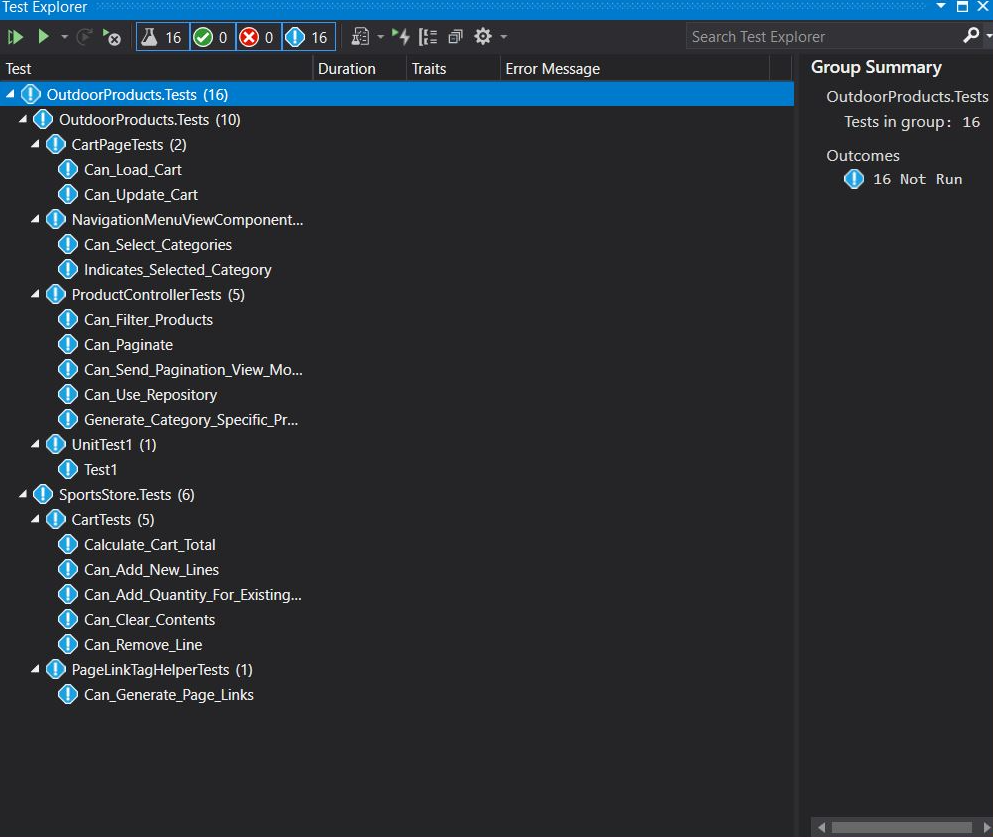 Test Explorer
16 0 0 16 Search Test Explorer
Test Duration Traits Error Message
OutdoorProducts.Tests (16)
OutdoorProducts.Tests (10)
CartPageTests (2)
Can_Load_Cart
Can_Update_Cart
NavigationMenuViewComponent...
Can_Select_Categories
Indicates_Selected_Category
ProductControllerTests (5)
Can_Filter_Products
Can_Paginate
Can_Send_Pagination_View_Mo...
Can_Use_Repository
Generate_Category_Specific_Pr...
UnitTest1 (1)
Test1
SportsStore.Tests (6)
CartTests (5)
Calculate_Cart_Total
Can_Add_New_Lines
Can_Add_Quantity_For_Existing...
Can_Clear_Contents
Can_Remove_Line
PageLinkTagHelperTests (1)
Can_Generate_Page_Links
Group Summary
OutdoorProducts.Tests
Tests in group: 16
Outcomes
16 Not Run